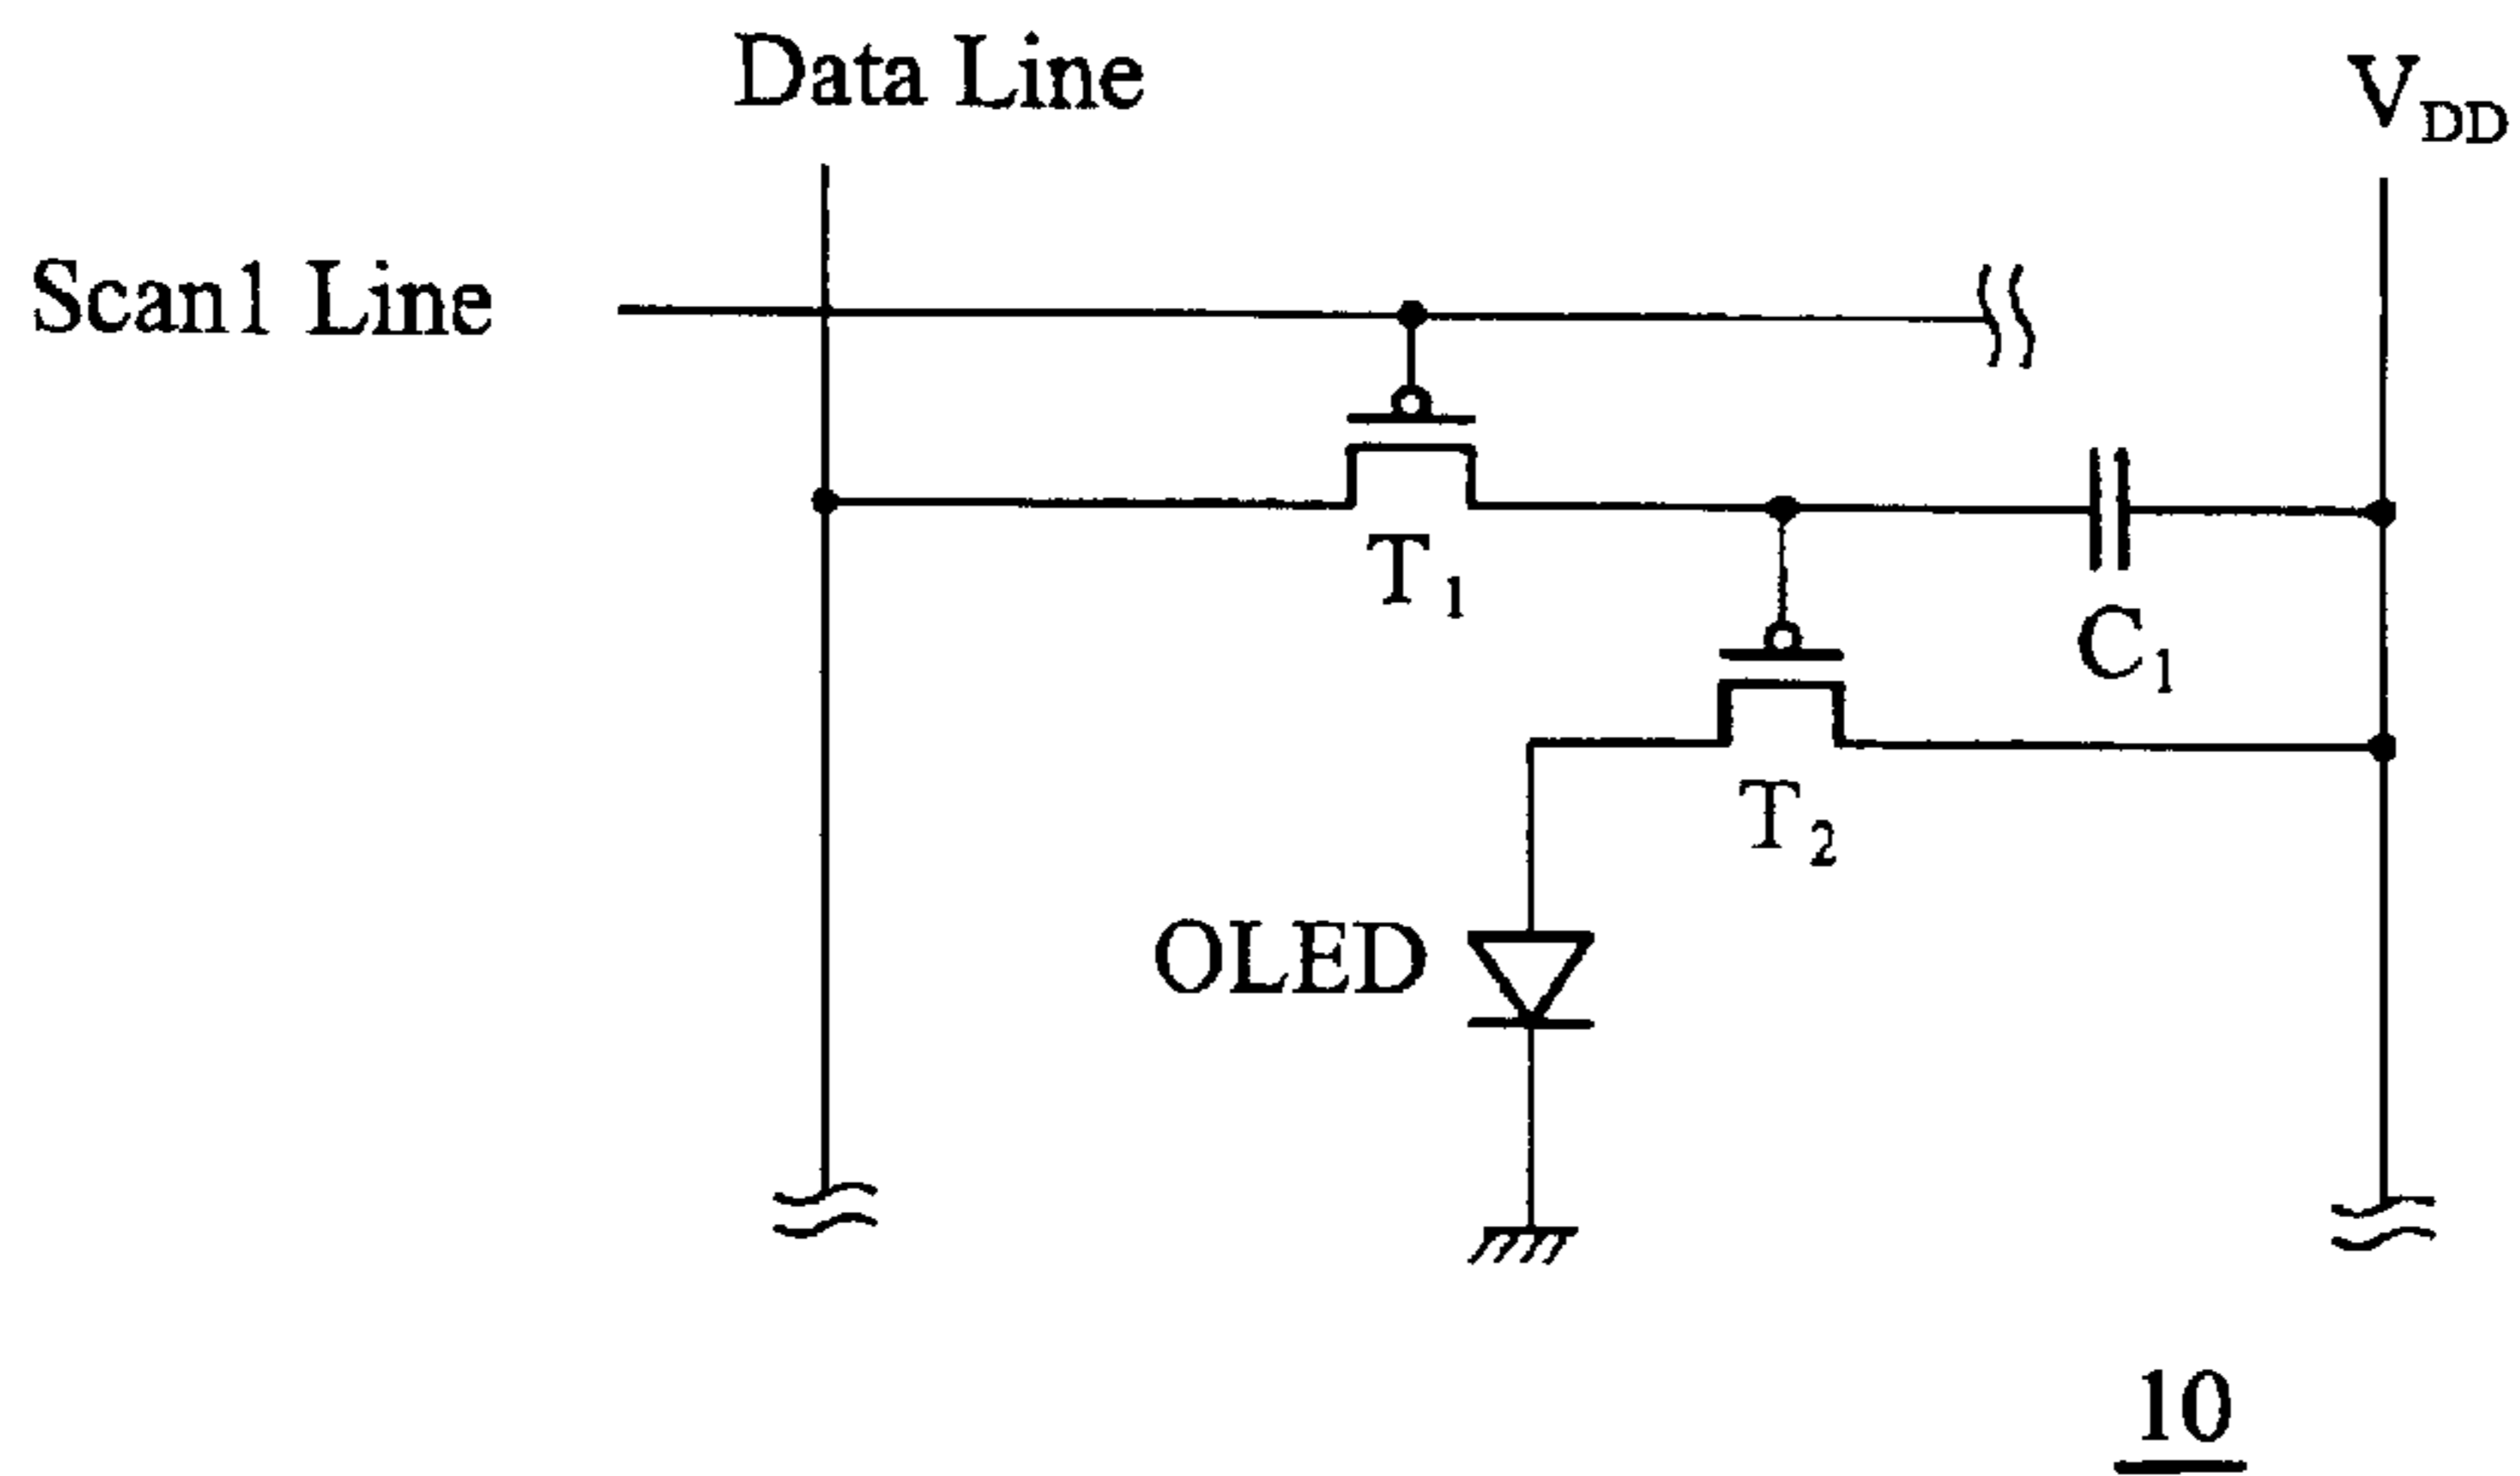 Data Line
V_DD
Scan1 Line
T_1
C_1
T_2
OLED
10